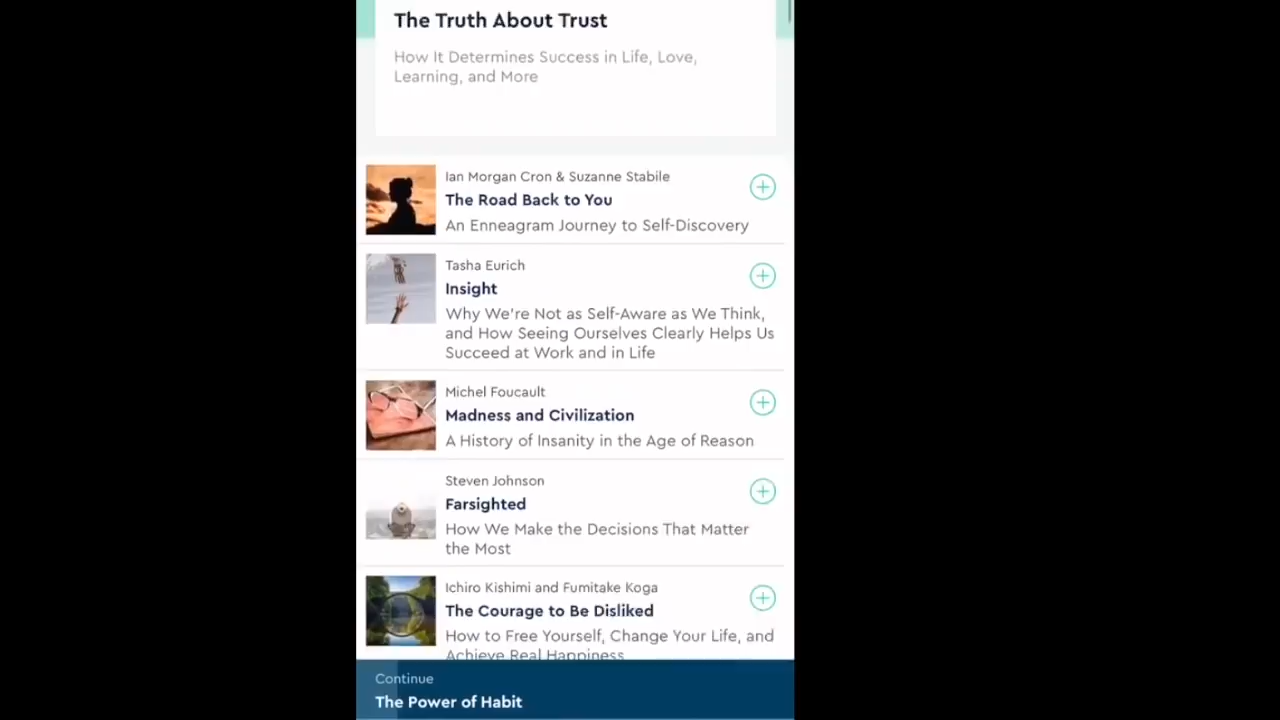 The Truth About Trust
How It Determines Success in Life, Love,
Learning, and More
Ian Morgan Cron & Suzanne Stabile
The Road Back to You
An Enneagram Journey to Self-Discovery
Tasha Eurich
Insight
Why We're Not as Self-Aware as We Think,
and How Seeing Ourselves Clearly Helps Us
Succeed at Work and in Life
Michel Foucault
Madness and Civilization
A History of Insanity in the Age of Reason
Steven Johnson
Farsighted
How We Make the Decisions That Matter
the Most
Ichiro Kishimi and Fumitake Koga
The Courage to Be Disliked
How to Free Yourself, Change Your Life, and
Achieve Real Happiness
Continue
The Power of Habit